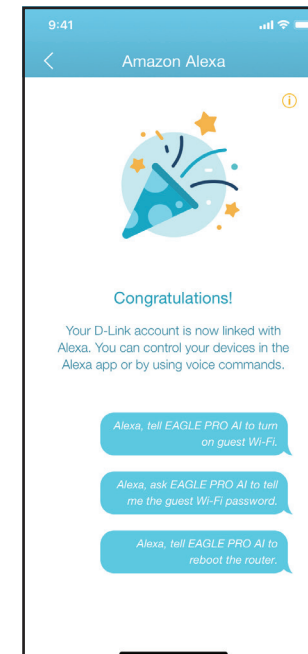 9:41
Amazon Alexa
Congratulations!
Your D-Link account is now linked with
Alexa. You can control your devices in the
Alexa app or by using voice commands.
Alexa, tell EAGLE PRO AI to turn
on guest Wi-Fi.
Alexa, ask EAGLE PRO AI to tell
me the guest Wi-Fi password.
Alexa, tell EAGLE PRO AI to
reboot the router.